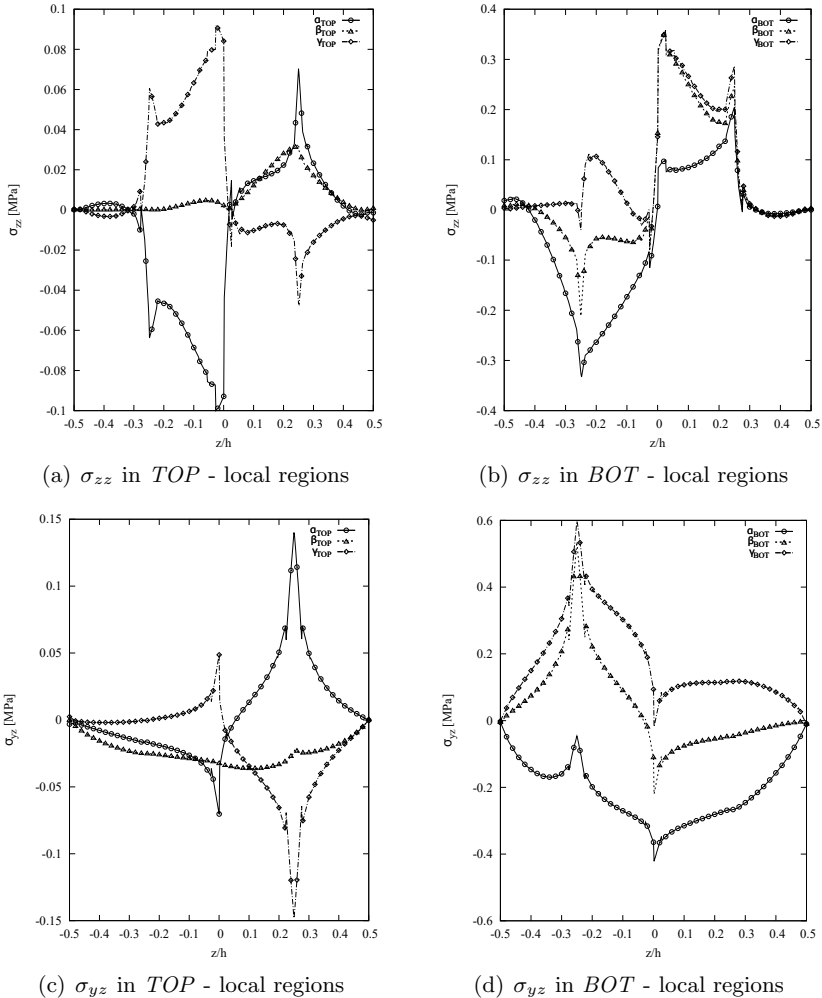 0.1
0.08
0.06
0.04
0.02
0
-0.02
-0.04
-0.06
-0.08
-0.1
σzz [MPa]
-0.5 -0.4 -0.3 -0.2 -0.1 0 0.1 0.2 0.3 0.4 0.5
z/h
αTOP
βTOP
γTOP
(a) σzz in TOP - local regions
0.4
0.3
0.2
0.1
0
-0.1
-0.2
-0.3
-0.4
σzz [MPa]
-0.5 -0.4 -0.3 -0.2 -0.1 0 0.1 0.2 0.3 0.4 0.5
z/h
αBOT
βBOT
γBOT
(b) σzz in BOT - local regions
0.15
0.1
0.05
0
-0.05
-0.1
-0.15
σyz [MPa]
-0.5 -0.4 -0.3 -0.2 -0.1 0 0.1 0.2 0.3 0.4 0.5
z/h
αTOP
βTOP
γTOP
(c) σyz in TOP - local regions
0.6
0.4
0.2
0
-0.2
-0.4
-0.6
σyz [MPa]
-0.5 -0.4 -0.3 -0.2 -0.1 0 0.1 0.2 0.3 0.4 0.5
z/h
αBOT
βBOT
γBOT
(d) σyz in BOT - local regions